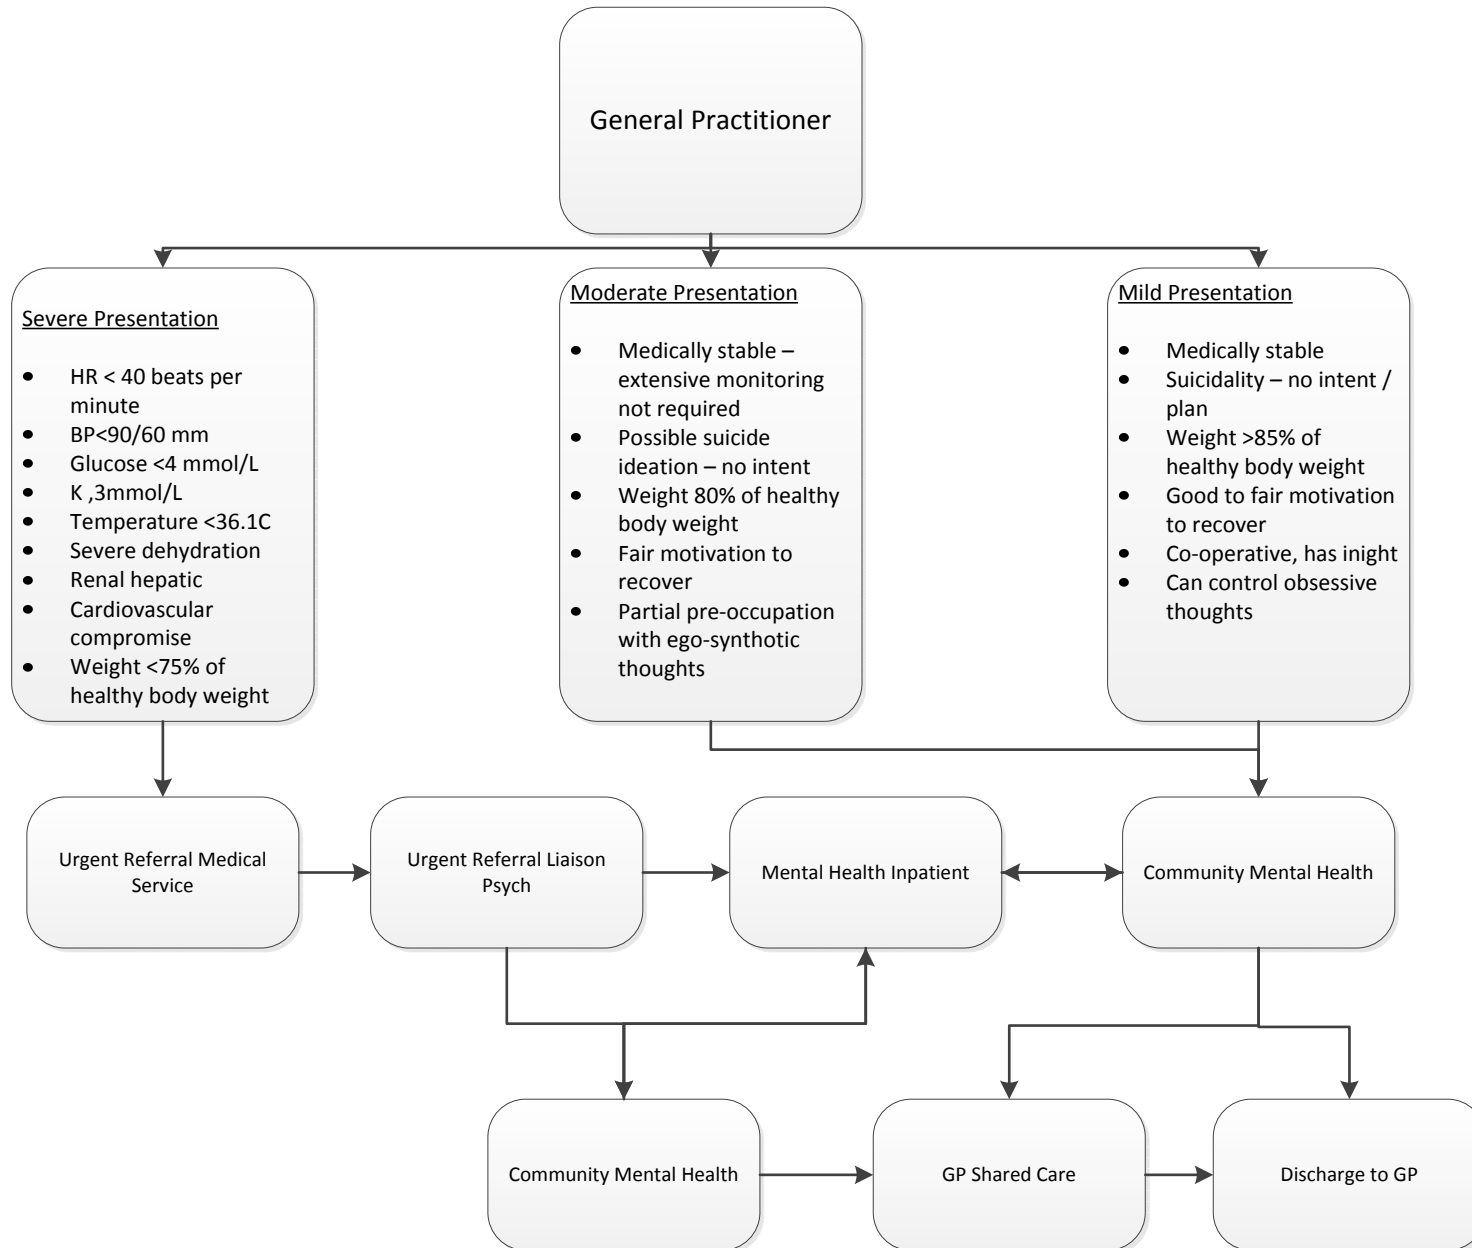 General Practitioner
Severe Presentation
● HR < 40 beats per
minute
● BP<90/60 mm
● Glucose <4 mmol/L
● K ,3mmol/L
● Temperature <36.1C
● Severe dehydration
● Renal hepatic
● Cardiovascular
compromise
● Weight <75% of
healthy body weight
Moderate Presentation
● Medically stable –
extensive monitoring
not required
● Possible suicide
ideation – no intent
● Weight 80% of healthy
body weight
● Fair motivation to
recover
● Partial pre-occupation
with ego-synthotic
thoughts
Mild Presentation
● Medically stable
● Suicidality – no intent /
plan
● Weight >85% of
healthy body weight
● Good to fair motivation
to recover
● Co-operative, has inight
● Can control obsessive
thoughts
Urgent Referral Medical
Service
Urgent Referral Liaison
Psych
Mental Health Inpatient
Community Mental Health
Community Mental Health
GP Shared Care
Discharge to GP